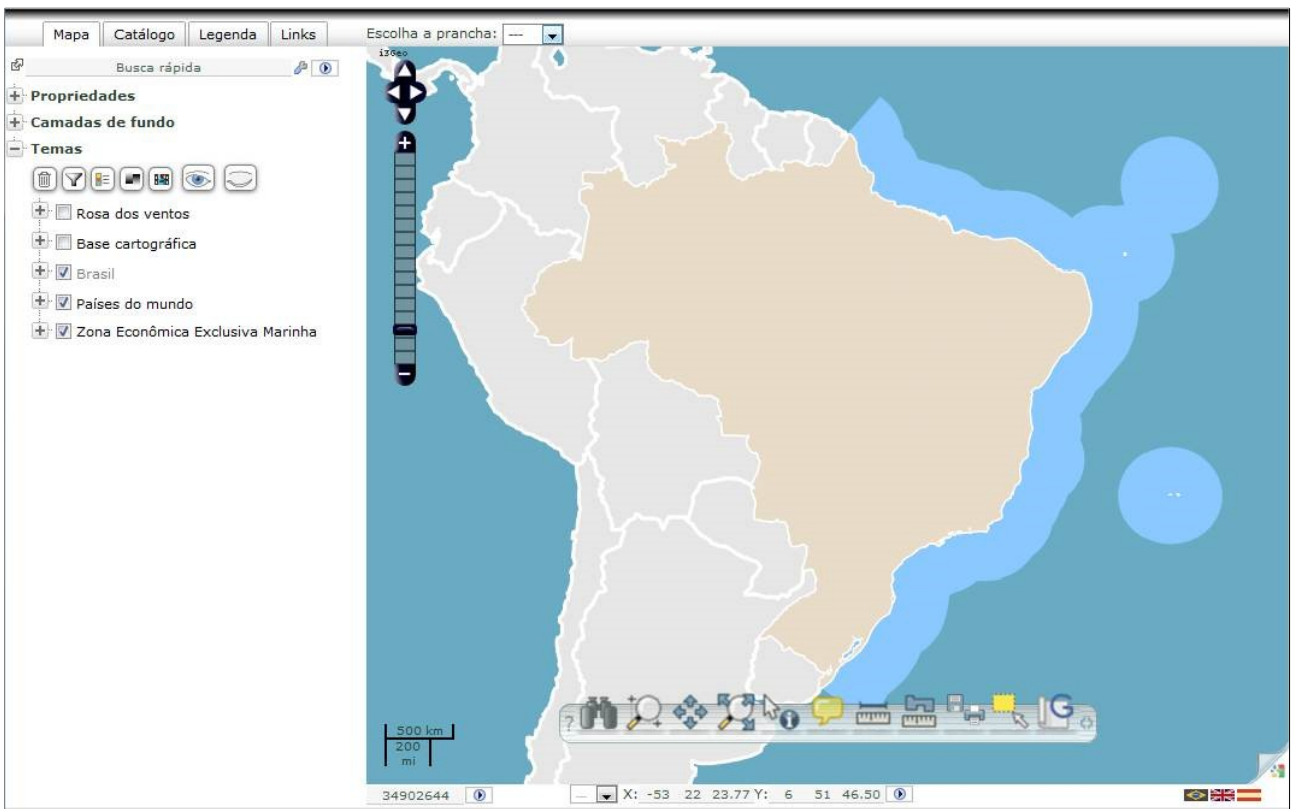 Mapa Catálogo Legenda Links Escolha a prancha: ---
i3Geo
Busca rápida
Propriedades
Camadas de fundo
Temas
Rosa dos ventos
Base cartográfica
Brasil
Países do mundo
Zona Econômica Exclusiva Marinha
?
G
500 km
200
mi
34902644 --- X: -53 22 23.77 Y: 6 51 46.50